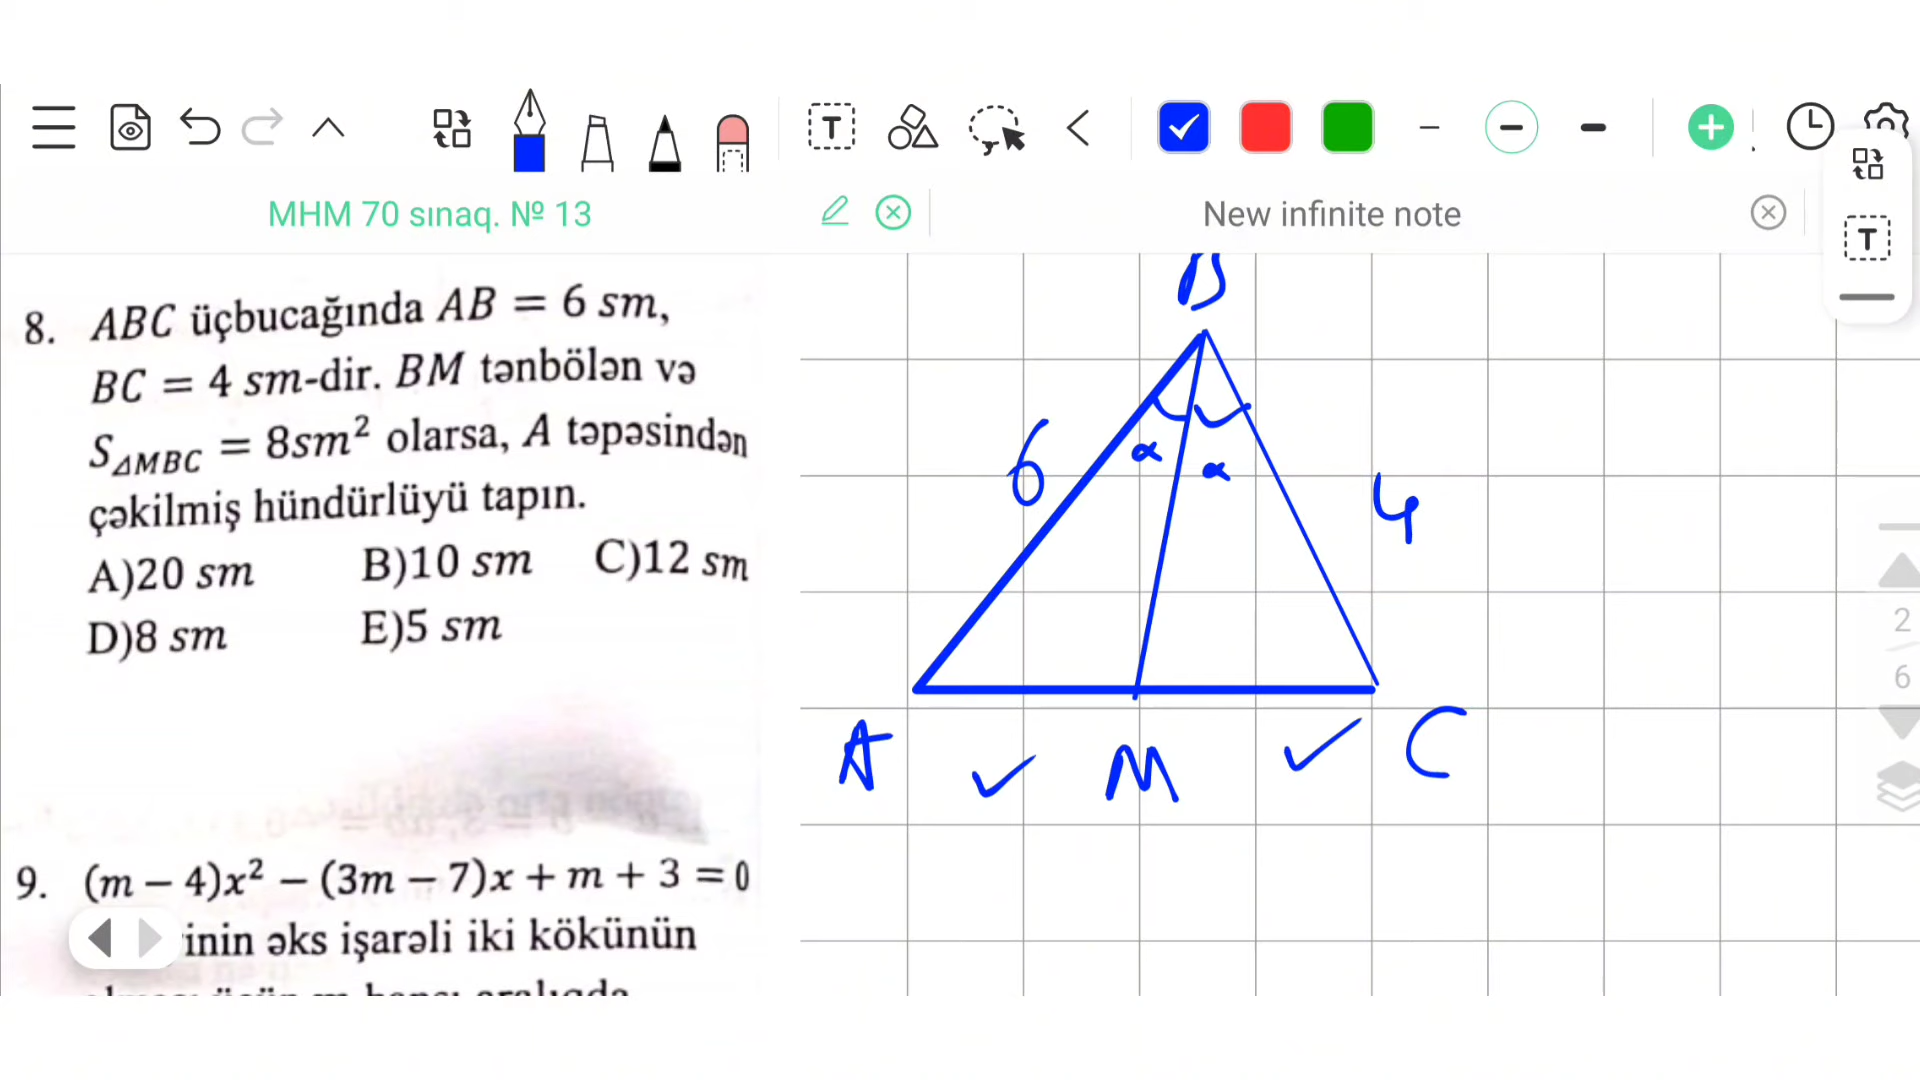 T
MHM 70 sınaq. № 13
New infinite note
T
8. ABC üçbucağında AB = 6 sm,
BC = 4 sm-dir. BM tənbölən və
S△MBC = 8sm² olarsa, A təpəsindən
çəkilmiş hündürlüyü tapın.
A)20 sm B)10 sm C)12 sm
D)8 sm E)5 sm
9. (m − 4)x² − (3m − 7)x + m + 3 = 0
inin əks işarəli iki kökünün
B
6
α
α
4
A
M
C
2
6